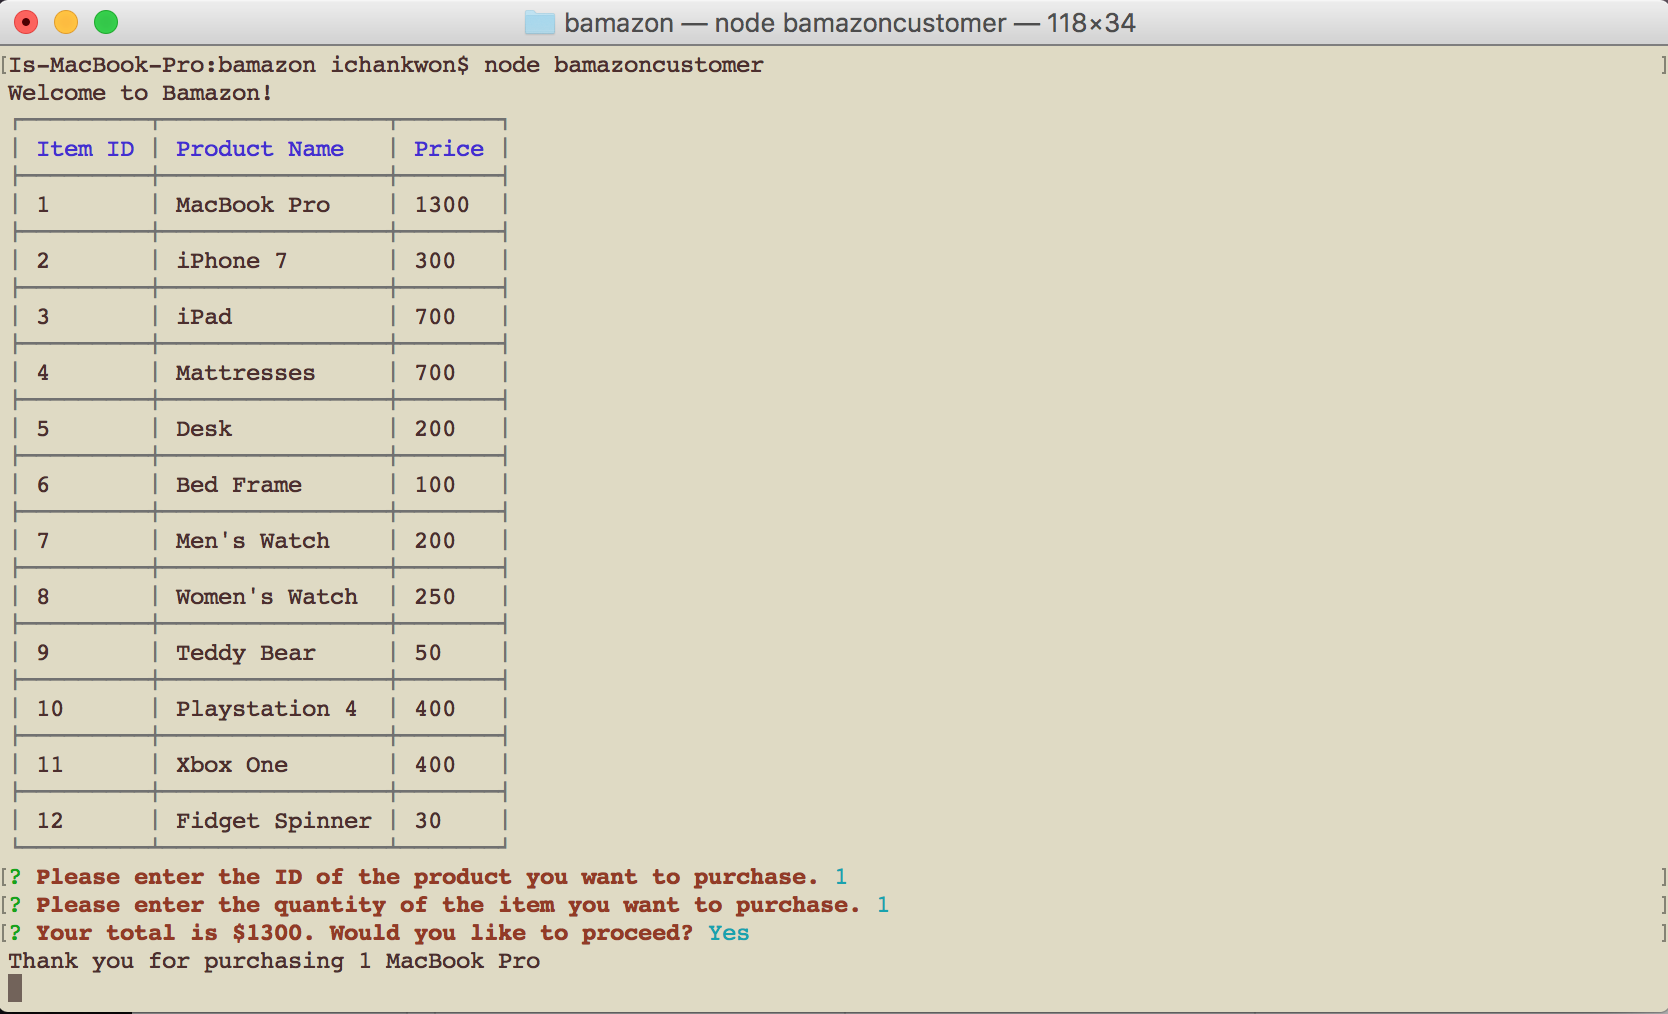 bamazon — node bamazoncustomer — 118×34
[Is-MacBook-Pro:bamazon ichankwon$ node bamazoncustomer ]
Welcome to Bamazon!
Item ID | Product Name | Price
1 | MacBook Pro | 1300
2 | iPhone 7 | 300
3 | iPad | 700
4 | Mattresses | 700
5 | Desk | 200
6 | Bed Frame | 100
7 | Men's Watch | 200
8 | Women's Watch | 250
9 | Teddy Bear | 50
10 | Playstation 4 | 400
11 | Xbox One | 400
12 | Fidget Spinner | 30
[? Please enter the ID of the product you want to purchase. 1 ]
[? Please enter the quantity of the item you want to purchase. 1 ]
[? Your total is $1300. Would you like to proceed? Yes ]
Thank you for purchasing 1 MacBook Pro